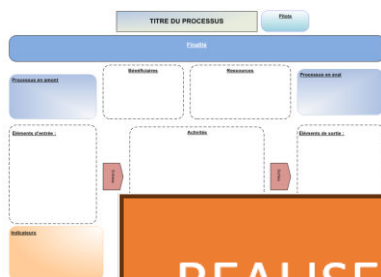 TITRE DU PROCESSUS
Pilote
Finalité
Bénéficiaires
Ressources
Processus en amont
Processus en aval
Éléments d'entrée :
Activités
Éléments de sortie :
Indicateurs
REALISE